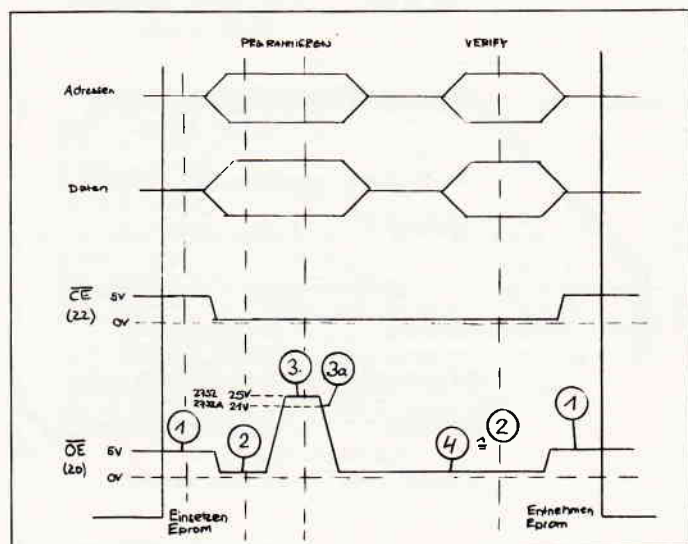 PROGRAMMIEREN VERIFY
Adressen
Daten
CE 5V
(22) 0V
3. 3a
2732 25V
2732A 21V
1 2 4 ≙ 2 1
OE 5V
(20) 0V
Einsetzen
Eprom
Entnehmen
Eprom